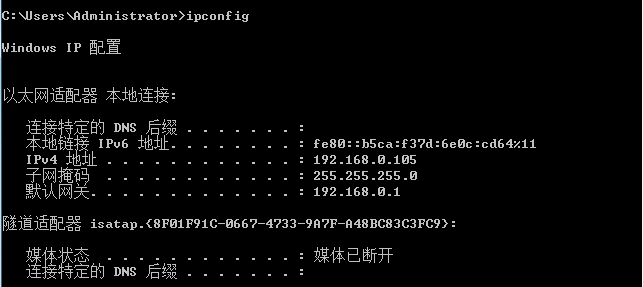 C:\Users\Administrator>ipconfig
Windows IP 配置
以太网适配器 本地连接:
连接特定的 DNS 后缀 . . . . . . . :
本地链接 IPv6 地址. . . . . . . . : fe80::b5ca:f37d:6e0c:cd64%11
IPv4 地址 . . . . . . . . . . . . : 192.168.0.105
子网掩码 . . . . . . . . . . . . : 255.255.255.0
默认网关. . . . . . . . . . . . . : 192.168.0.1
隧道适配器 isatap.{8F01F91C-0667-4733-9A7F-A48BC83C3FC9}:
媒体状态 . . . . . . . . . . . . : 媒体已断开
连接特定的 DNS 后缀 . . . . . . . :